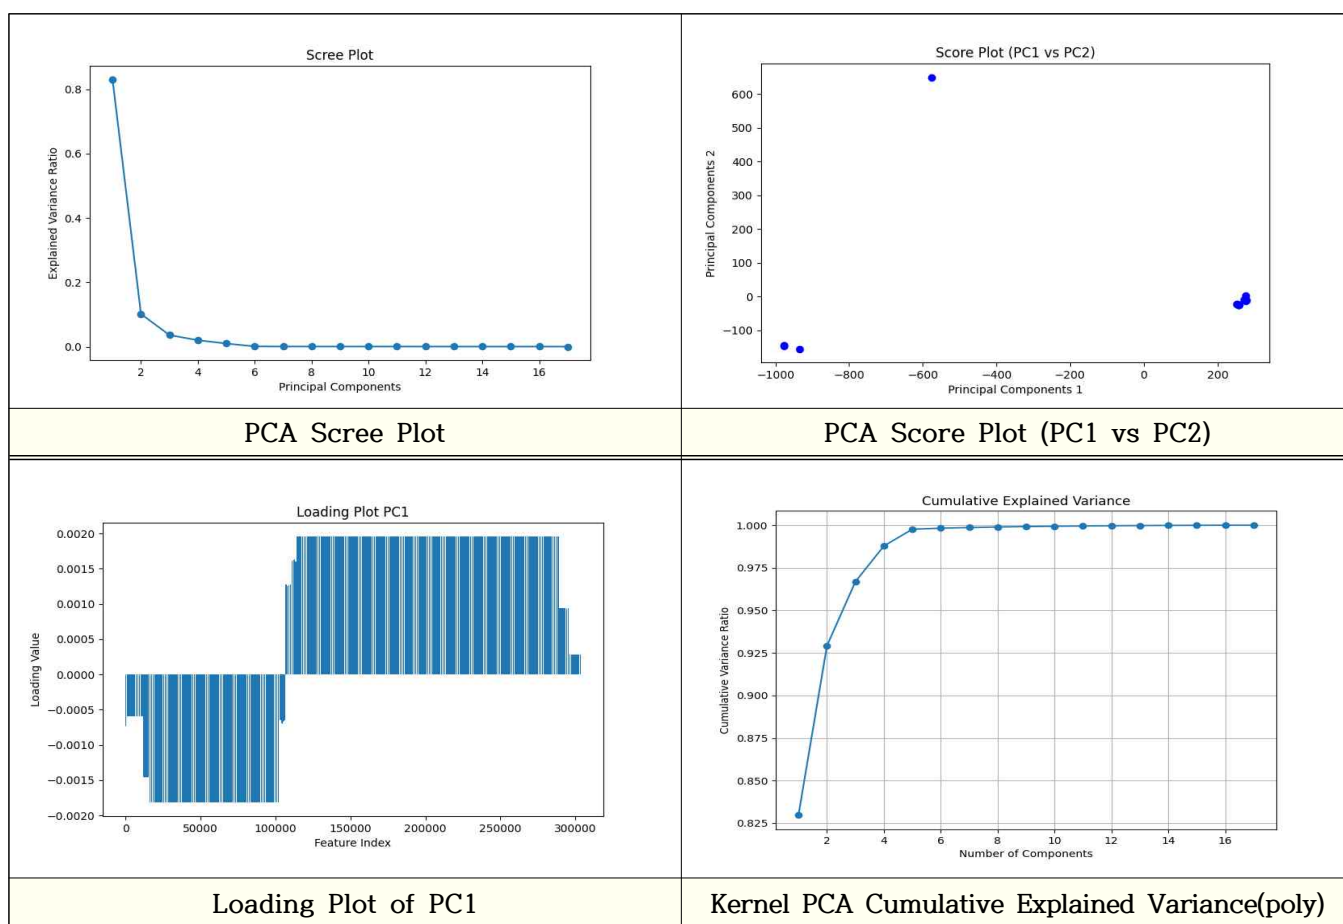 Scree Plot
0.8
0.6
0.4
0.2
0.0
Explained Variance Ratio
2 4 6 8 10 12 14 16
Principal Components
PCA Scree Plot
Score Plot (PC1 vs PC2)
600
500
400
300
200
100
0
−100
Principal Components 2
−1000 −800 −600 −400 −200 0 200
Principal Components 1
PCA Score Plot (PC1 vs PC2)
Loading Plot PC1
0.0020
0.0015
0.0010
0.0005
0.0000
−0.0005
−0.0010
−0.0015
−0.0020
Loading Value
0 50000 100000 150000 200000 250000 300000
Feature Index
Loading Plot of PC1
Cumulative Explained Variance
1.000
0.975
0.950
0.925
0.900
0.875
0.850
0.825
Cumulative Variance Ratio
2 4 6 8 10 12 14 16
Number of Components
Kernel PCA Cumulative Explained Variance(poly)